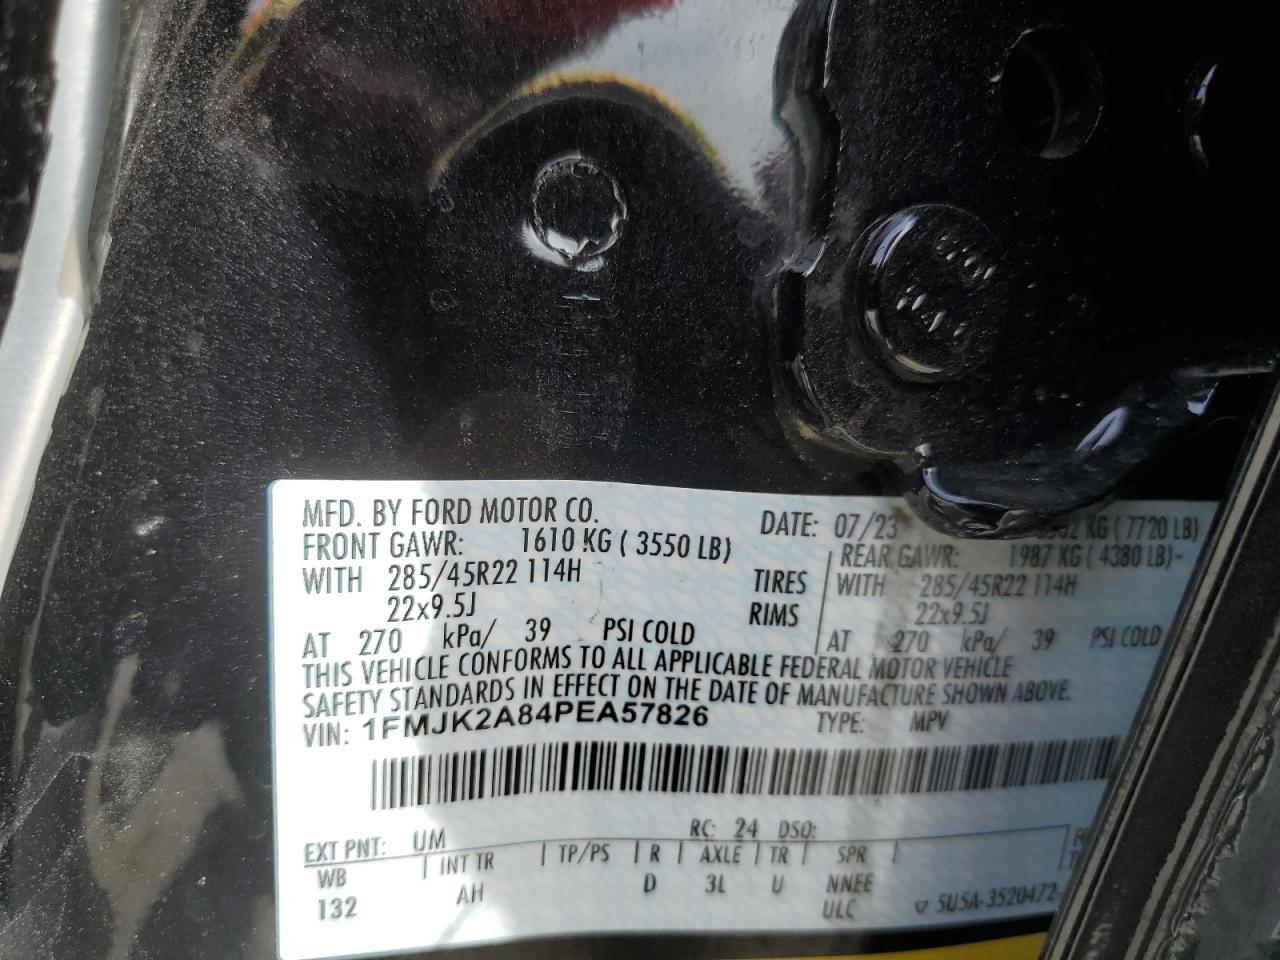 MFD. BY FORD MOTOR CO. DATE: 07/23 KG ( 7720 LB)
FRONT GAWR: 1610 KG ( 3550 LB) REAR GAWR: 1987 KG ( 4380 LB)-
WITH 285/45R22 114H TIRES WITH 285/45R22 114H
22x9.5J RIMS 22x9.5J
AT 270 kPa/ 39 PSI COLD AT 270 kPa/ 39 PSI COLD
THIS VEHICLE CONFORMS TO ALL APPLICABLE FEDERAL MOTOR VEHICLE
SAFETY STANDARDS IN EFFECT ON THE DATE OF MANUFACTURE SHOWN ABOVE.
VIN: 1FMJK2A84PEA57826 TYPE: MPV
RC: 24 DSO:
EXT PNT: UM
WB INT TR TP/PS R AXLE TR SPR
132 AH D 3L U NNEE
ULC 5U5A-3520472-